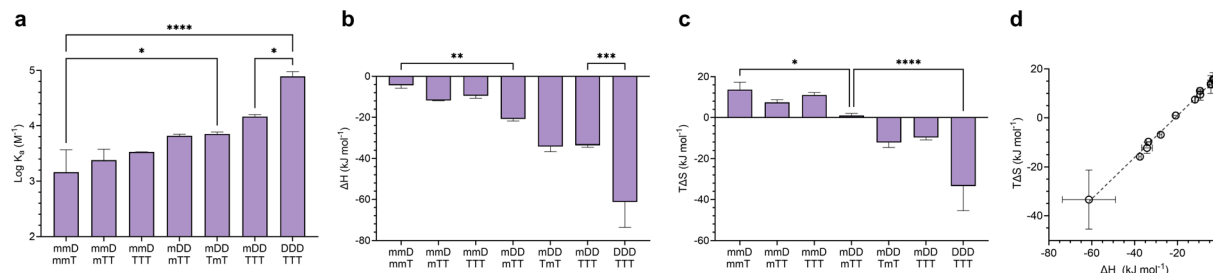 a
****
*
*
Log Kₐ (M⁻¹)
5
4
3
2
mmD mmD mmD mDD mDD mDD DDD
mmT mTT TTT mTT TmT TTT TTT
b
**
***
ΔH (kJ mol⁻¹)
0
-20
-40
-60
-80
mmD mmD mmD mDD mDD mDD DDD
mmT mTT TTT mTT TmT TTT TTT
c
*
****
TΔS (kJ mol⁻¹)
20
0
-20
-40
-60
mmD mmD mmD mDD mDD mDD DDD
mmT mTT TTT mTT TmT TTT TTT
d
TΔS (kJ mol⁻¹)
20
0
-20
-40
-60
-80 -60 -40 -20 0
ΔH (kJ mol⁻¹)